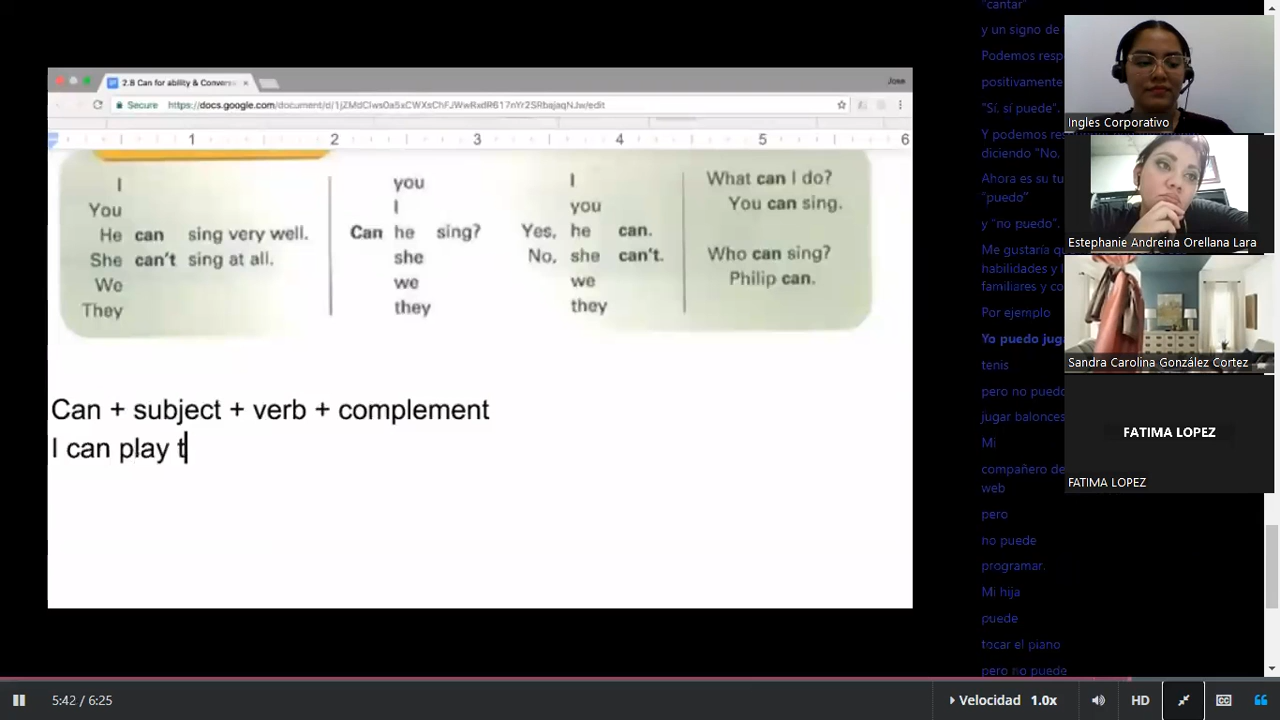 2.8 Can for ability & Convers
Jose
Secure https://docs.google.com/document/d/1jZMdCiws0a5xCWXsChFJWwRxdR617nYr2SRbajaqNJw/edit
1 2 3 4 5 6
I
You
He can sing very well.
She can't sing at all.
We
They
you
I
Can he sing?
she
we
they
I
you
Yes, he can.
No, she can't.
we
they
What can I do?
You can sing.
Who can sing?
Philip can.
Can + subject + verb + complement
I can play t
"cantar"
y un signo de
Podemos resp
positivamente
"Sí, sí puede".
Y podemos res
diciendo "No,
Ahora es su tu
"puedo"
y "no puedo".
Me gustaría qu
habilidades y l
familiares y co
Por ejemplo
Yo puedo juga
tenis
pero no puedo
jugar balonces
Mi
compañero de
web
pero
no puede
programar.
Mi hija
puede
tocar el piano
pero no puede
Ingles Corporativo
Estephanie Andreina Orellana Lara
Sandra Carolina González Cortez
FATIMA LOPEZ
FATIMA LOPEZ
5:42 / 6:25
Velocidad 1.0x
HD
CC